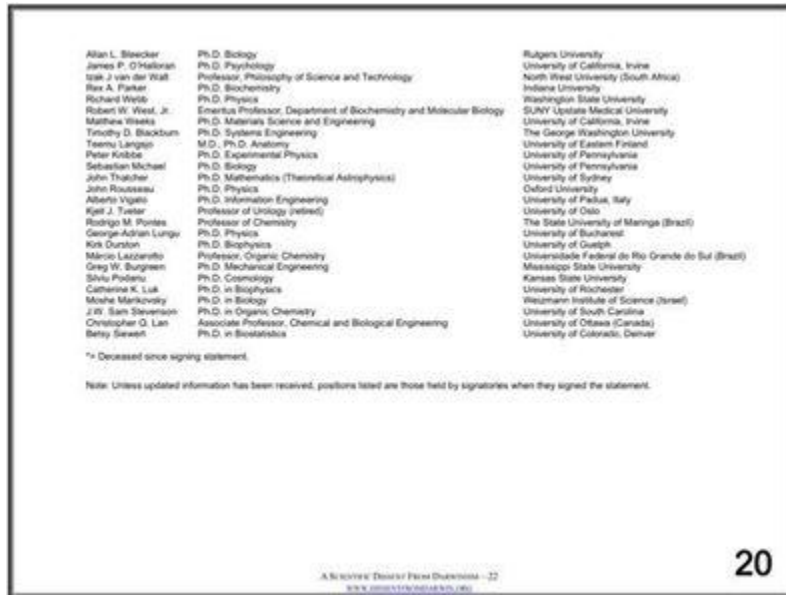 Allan L. Bleecker Ph.D. Biology Rutgers University
James P. O'Halloran Ph.D. Psychology University of California, Irvine
Izak J van der Walt Professor, Philosophy of Science and Technology North West University (South Africa)
Rex A. Parker Ph.D. Biochemistry Indiana University
Richard Webb Ph.D. Physics Washington State University
Robert W. West, Jr. Emeritus Professor, Department of Biochemistry and Molecular Biology SUNY Upstate Medical University
Matthew Weeks Ph.D. Materials Science and Engineering University of California, Irvine
Timothy D. Blackburn Ph.D. Systems Engineering The George Washington University
Teemu Langsjo M.D., Ph.D. Anatomy University of Eastern Finland
Peter Knibbe Ph.D. Experimental Physics University of Pennsylvania
Sebastian Michael Ph.D. Biology University of Pennsylvania
John Thatcher Ph.D. Mathematics (Theoretical Astrophysics) University of Sydney
John Rousseau Ph.D. Physics Oxford University
Alberto Vigato Ph.D. Information Engineering University of Padua, Italy
Kjell J. Tveter Professor of Urology (retired) University of Oslo
Rodrigo M. Pontes Professor of Chemistry The State University of Maringa (Brazil)
George-Adrian Lungu Ph.D. Physics University of Bucharest
Kirk Durston Ph.D. Biophysics University of Guelph
Márcio Lazzarotto Professor, Organic Chemistry Universidade Federal do Rio Grande do Sul (Brazil)
Greg W. Burgreen Ph.D. Mechanical Engineering Mississippi State University
Silviu Ph.D. Cosmology Kansas State University
Catherine K. Luk Ph.D. in Biophysics University of Rochester
Moshe Ph.D. in Biology Weizmann Institute of Science (Israel)
J.W. Sam Stevenson Ph.D. in Organic Chemistry University of South Carolina
Christopher Q. Lan Associate Professor, Chemical and Biological Engineering University of Ottawa (Canada)
Betsy Siewert Ph.D. in Biostatistics University of Colorado, Denver
*= Deceased since signing statement.
Note: Unless updated information has been received, positions listed are those held by signatories when they signed the statement.
20
A SCIENTIFIC DISSENT FROM DARWINISM – 22
WWW.DISSENTFROMDARWIN.ORG